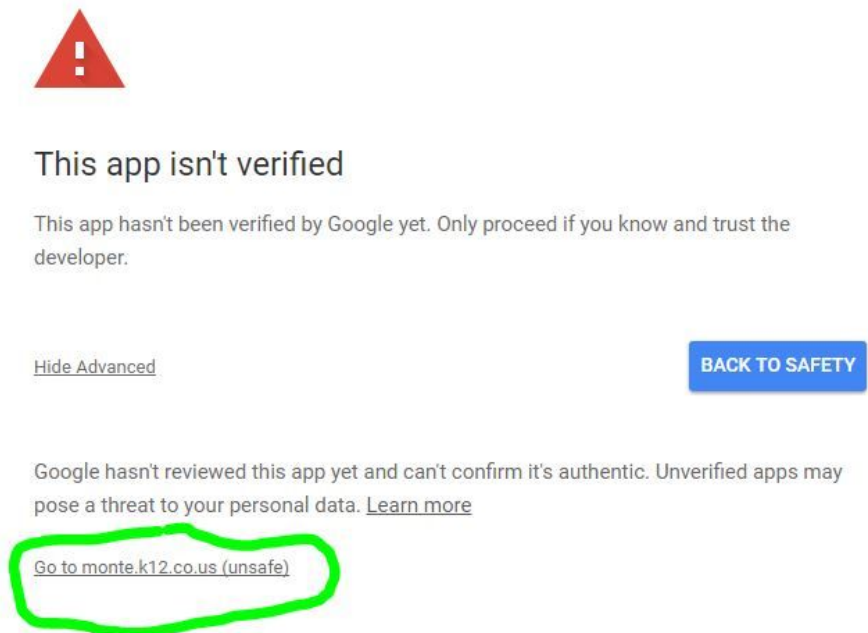 This app isn't verified
This app hasn't been verified by Google yet. Only proceed if you know and trust the
developer.
Hide Advanced
BACK TO SAFETY
Google hasn't reviewed this app yet and can't confirm it's authentic. Unverified apps may
pose a threat to your personal data. Learn more
Go to monte.k12.co.us (unsafe)